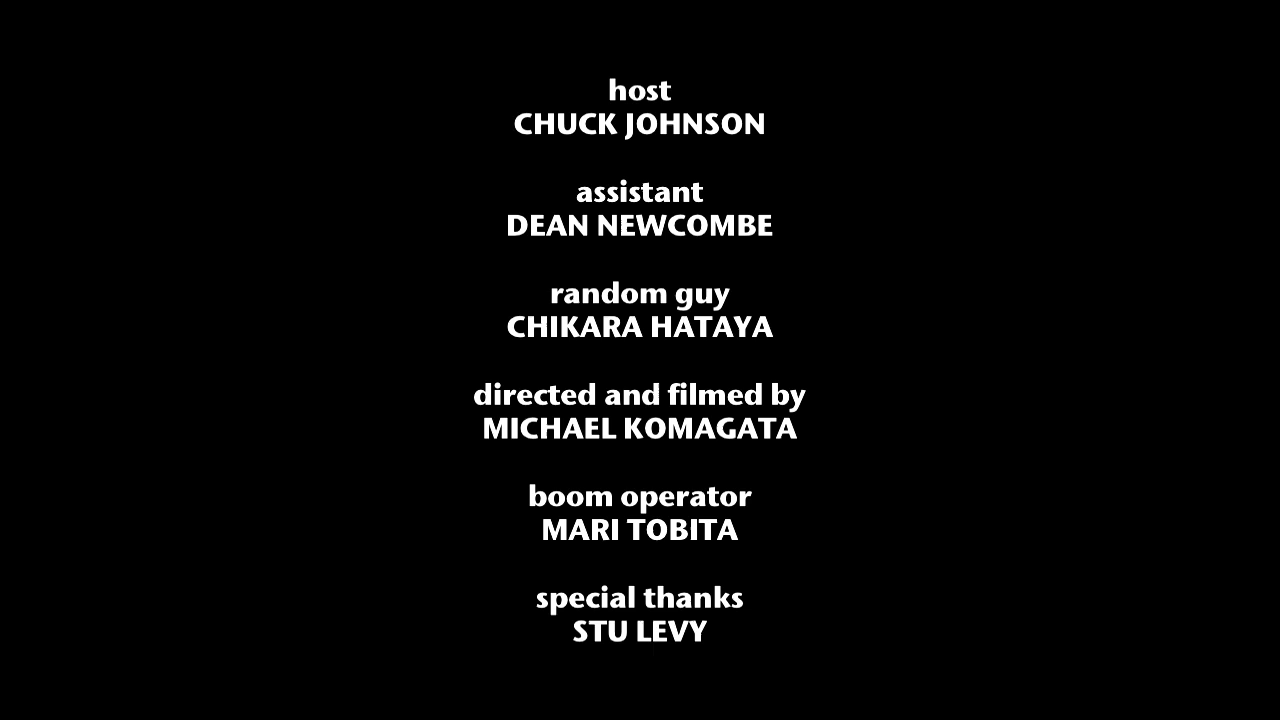 host
CHUCK JOHNSON
assistant
DEAN NEWCOMBE
random guy
CHIKARA HATAYA
directed and filmed by
MICHAEL KOMAGATA
boom operator
MARI TOBITA
special thanks
STU LEVY